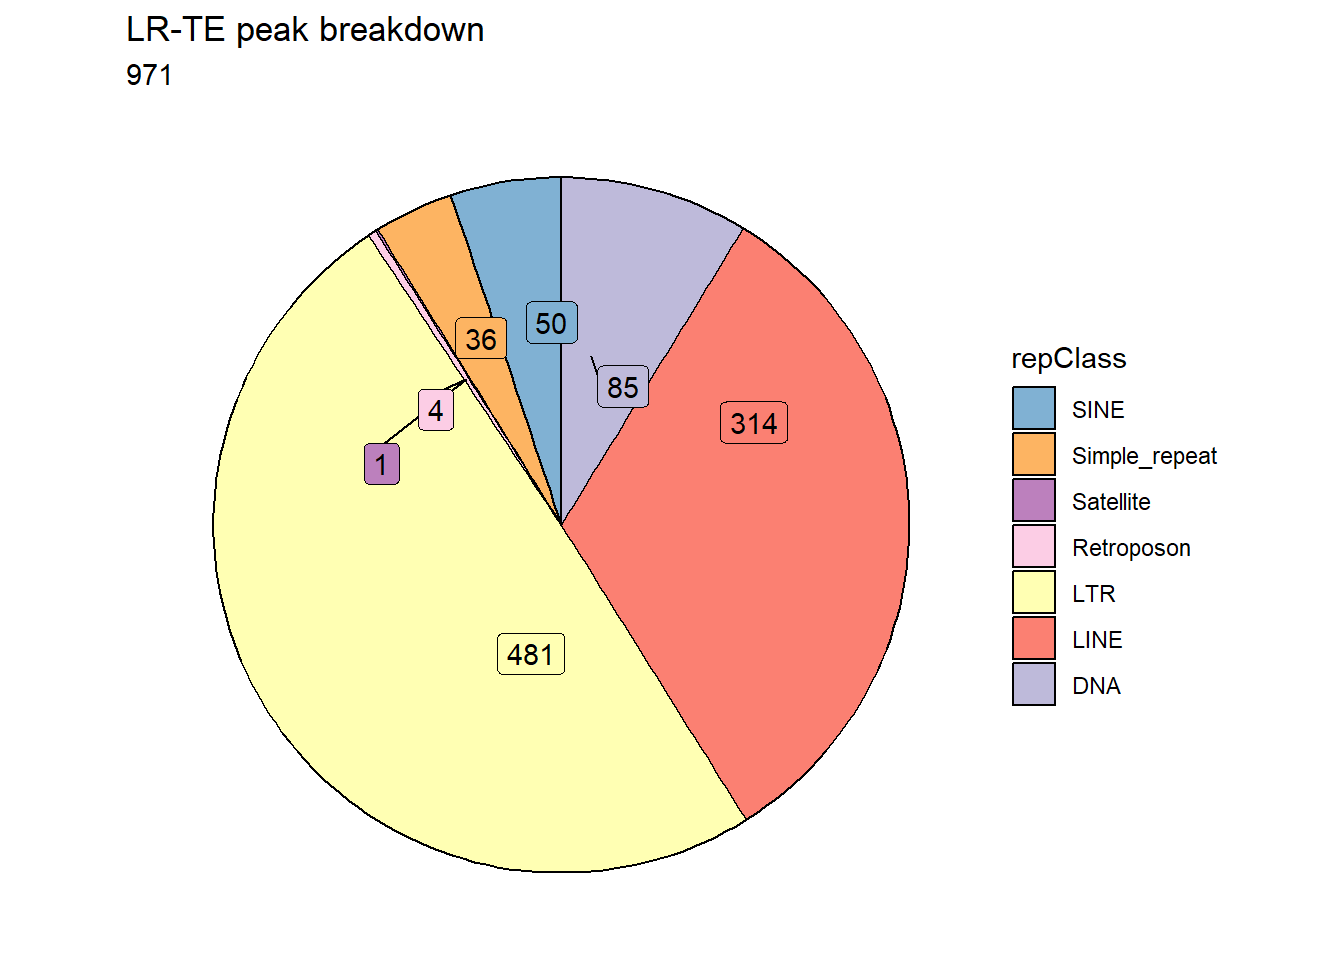 LR-TE peak breakdown
971
50
36
85
4
314
1
481
repClass
SINE
Simple_repeat
Satellite
Retroposon
LTR
LINE
DNA